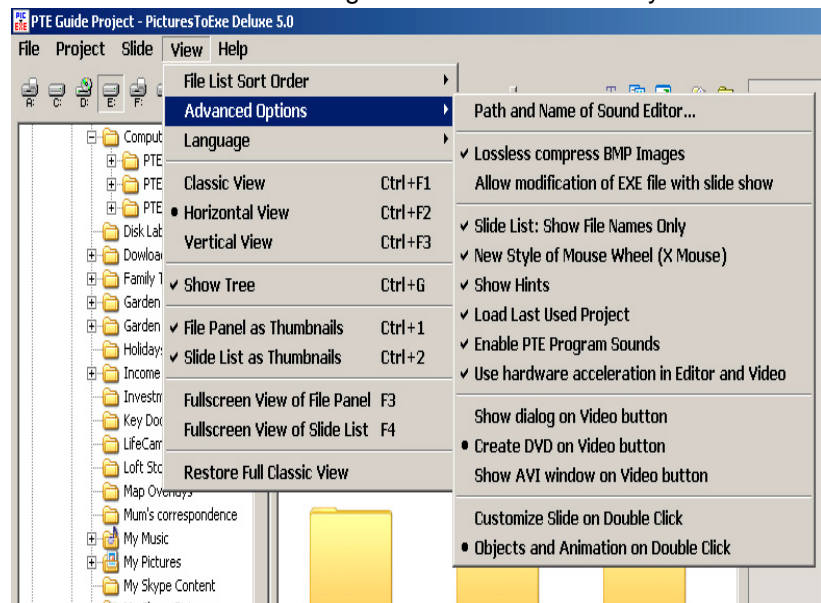 PTE Guide Project - PicturesToExe Deluxe 5.0
File Project Slide View Help
A: C: D: E: F:
File List Sort Order
Advanced Options
Language
Classic View Ctrl+F1
Horizontal View Ctrl+F2
Vertical View Ctrl+F3
Show Tree Ctrl+G
File Panel as Thumbnails Ctrl+1
Slide List as Thumbnails Ctrl+2
Fullscreen View of File Panel F3
Fullscreen View of Slide List F4
Restore Full Classic View
Path and Name of Sound Editor...
Lossless compress BMP Images
Allow modification of EXE file with slide show
Slide List: Show File Names Only
New Style of Mouse Wheel (X Mouse)
Show Hints
Load Last Used Project
Enable PTE Program Sounds
Use hardware acceleration in Editor and Video
Show dialog on Video button
Create DVD on Video button
Show AVI window on Video button
Customize Slide on Double Click
Objects and Animation on Double Click
Comput
PTE
PTE
PTE
Disk Lab
Dowloa
Family T
Garden
Garden
Holiday
Income
Investm
Key Doc
LifeCam
Loft Sto
Map Overlays
Mum's correspondence
My Music
My Pictures
My Skype Content